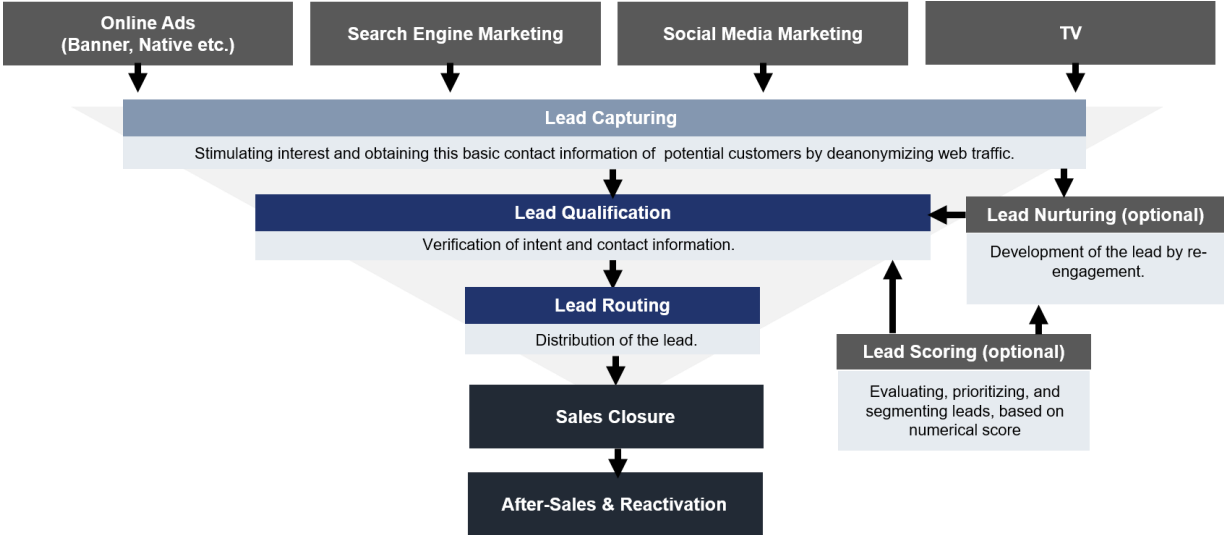 Online Ads
(Banner, Native etc.)
Search Engine Marketing
Social Media Marketing
TV
Lead Capturing
Stimulating interest and obtaining this basic contact information of potential customers by deanonymizing web traffic.
Lead Qualification
Verification of intent and contact information.
Lead Nurturing (optional)
Development of the lead by re-
engagement.
Lead Routing
Distribution of the lead.
Lead Scoring (optional)
Evaluating, prioritizing, and
segmenting leads, based on
numerical score
Sales Closure
After-Sales & Reactivation